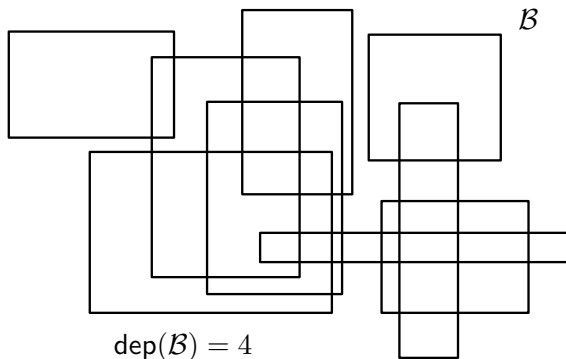 ℬ
dep(ℬ) = 4